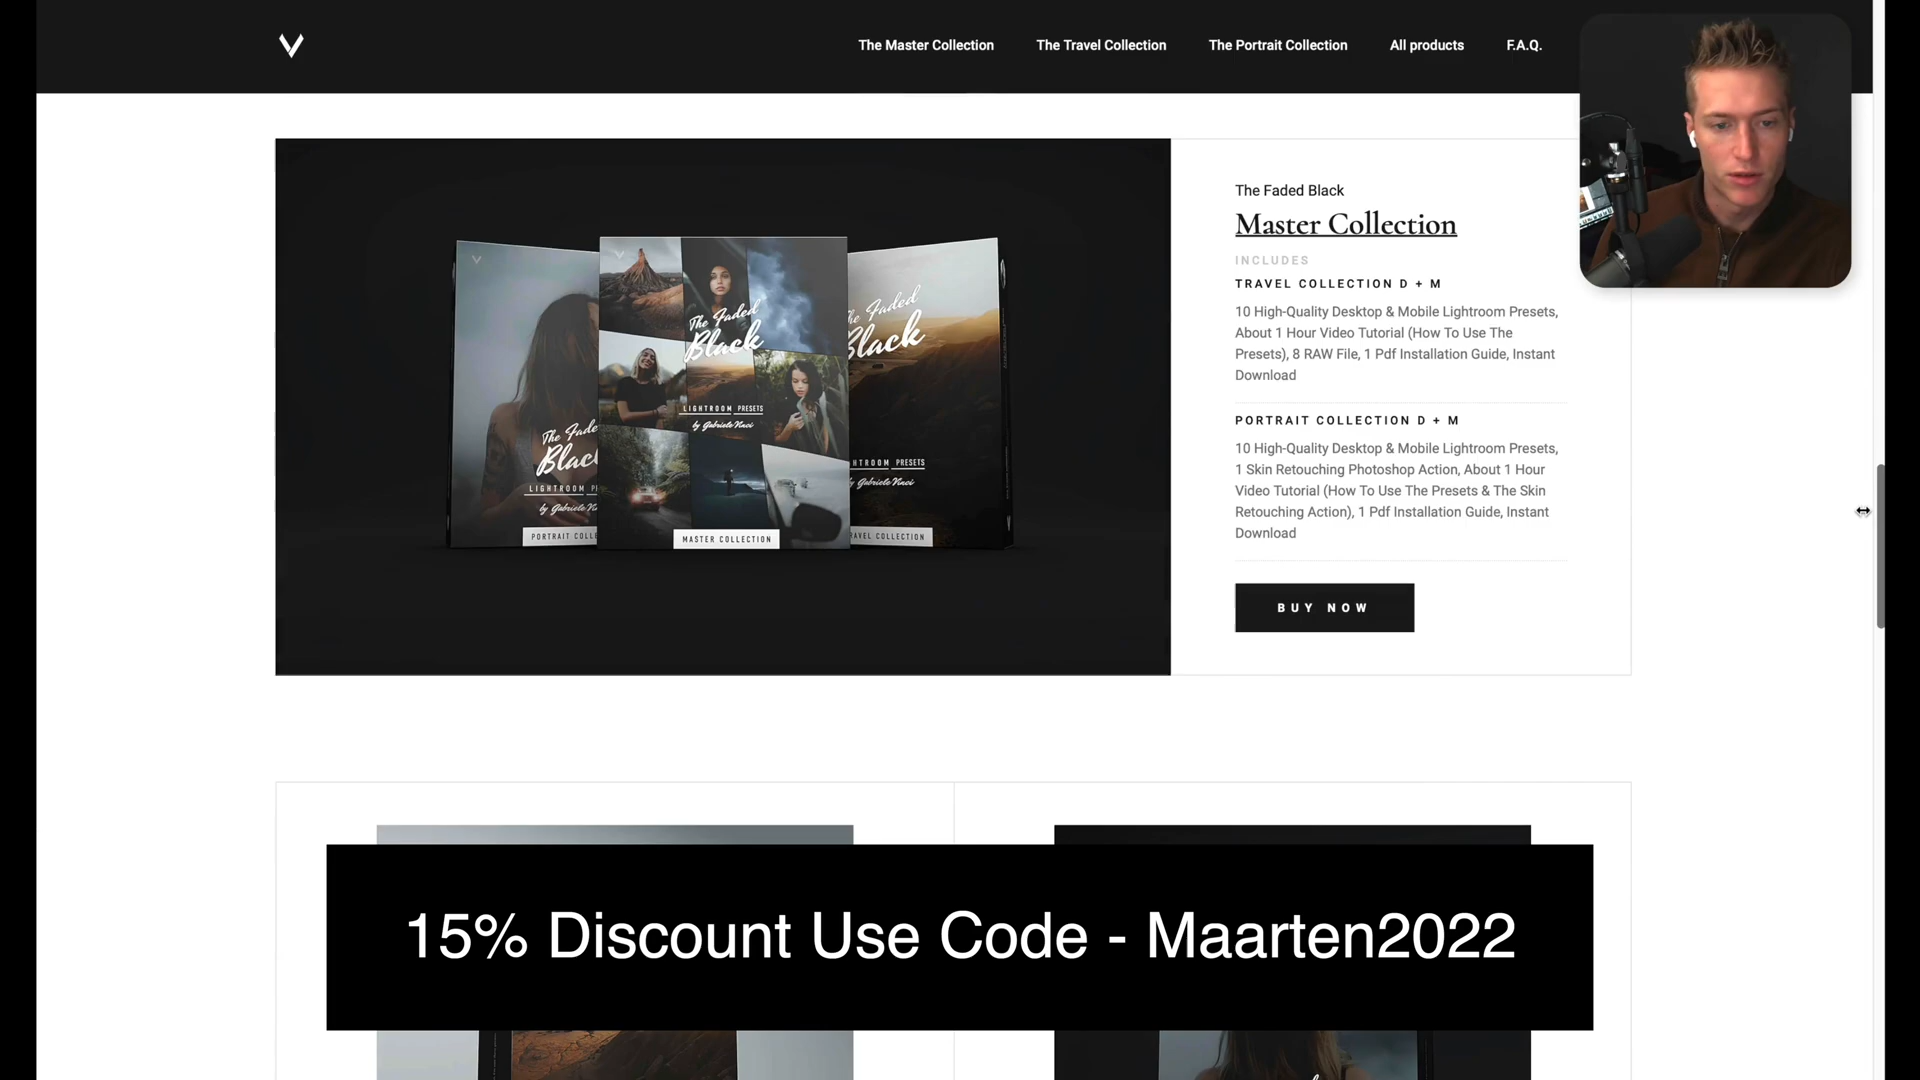 The Master Collection
The Travel Collection
The Portrait Collection
All products
F.A.Q.
The Faded
Black
LIGHTROOM PRESETS
by Gabriele Vinci
MASTER COLLECTION
The Faded Black
Master Collection
INCLUDES
TRAVEL COLLECTION D + M
10 High-Quality Desktop & Mobile Lightroom Presets,
About 1 Hour Video Tutorial (How To Use The
Presets), 8 RAW File, 1 Pdf Installation Guide, Instant
Download
PORTRAIT COLLECTION D + M
10 High-Quality Desktop & Mobile Lightroom Presets,
1 Skin Retouching Photoshop Action, About 1 Hour
Video Tutorial (How To Use The Presets & The Skin
Retouching Action), 1 Pdf Installation Guide, Instant
Download
BUY NOW
15% Discount Use Code - Maarten2022